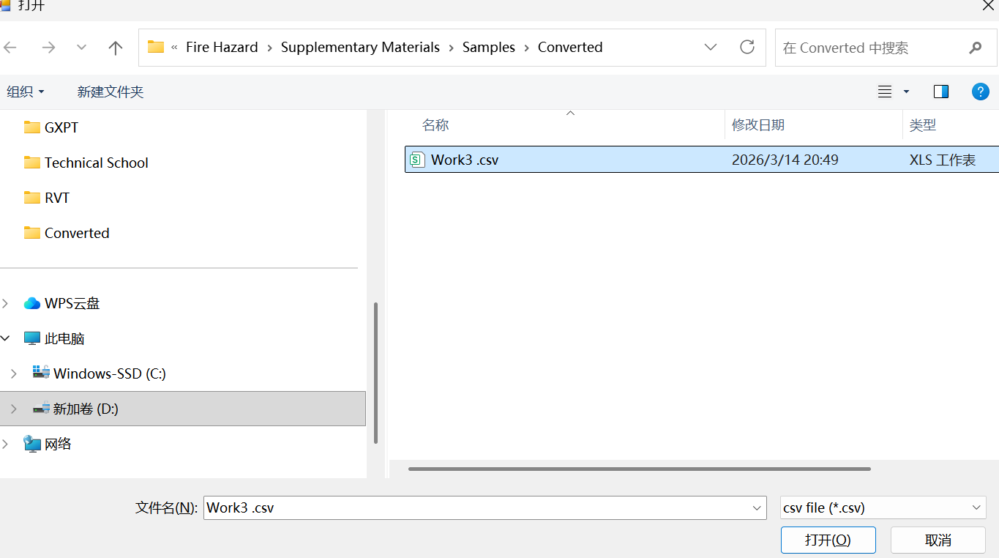 打开
« Fire Hazard › Supplementary Materials › Samples › Converted
在 Converted 中搜索
组织
新建文件夹
?
GXPT
Technical School
RVT
Converted
WPS云盘
此电脑
Windows-SSD (C:)
新加卷 (D:)
网络
名称 修改日期 类型
Work3 .csv 2026/3/14 20:49 XLS 工作表
文件名(N): Work3 .csv csv file (*.csv)
打开(O) 取消